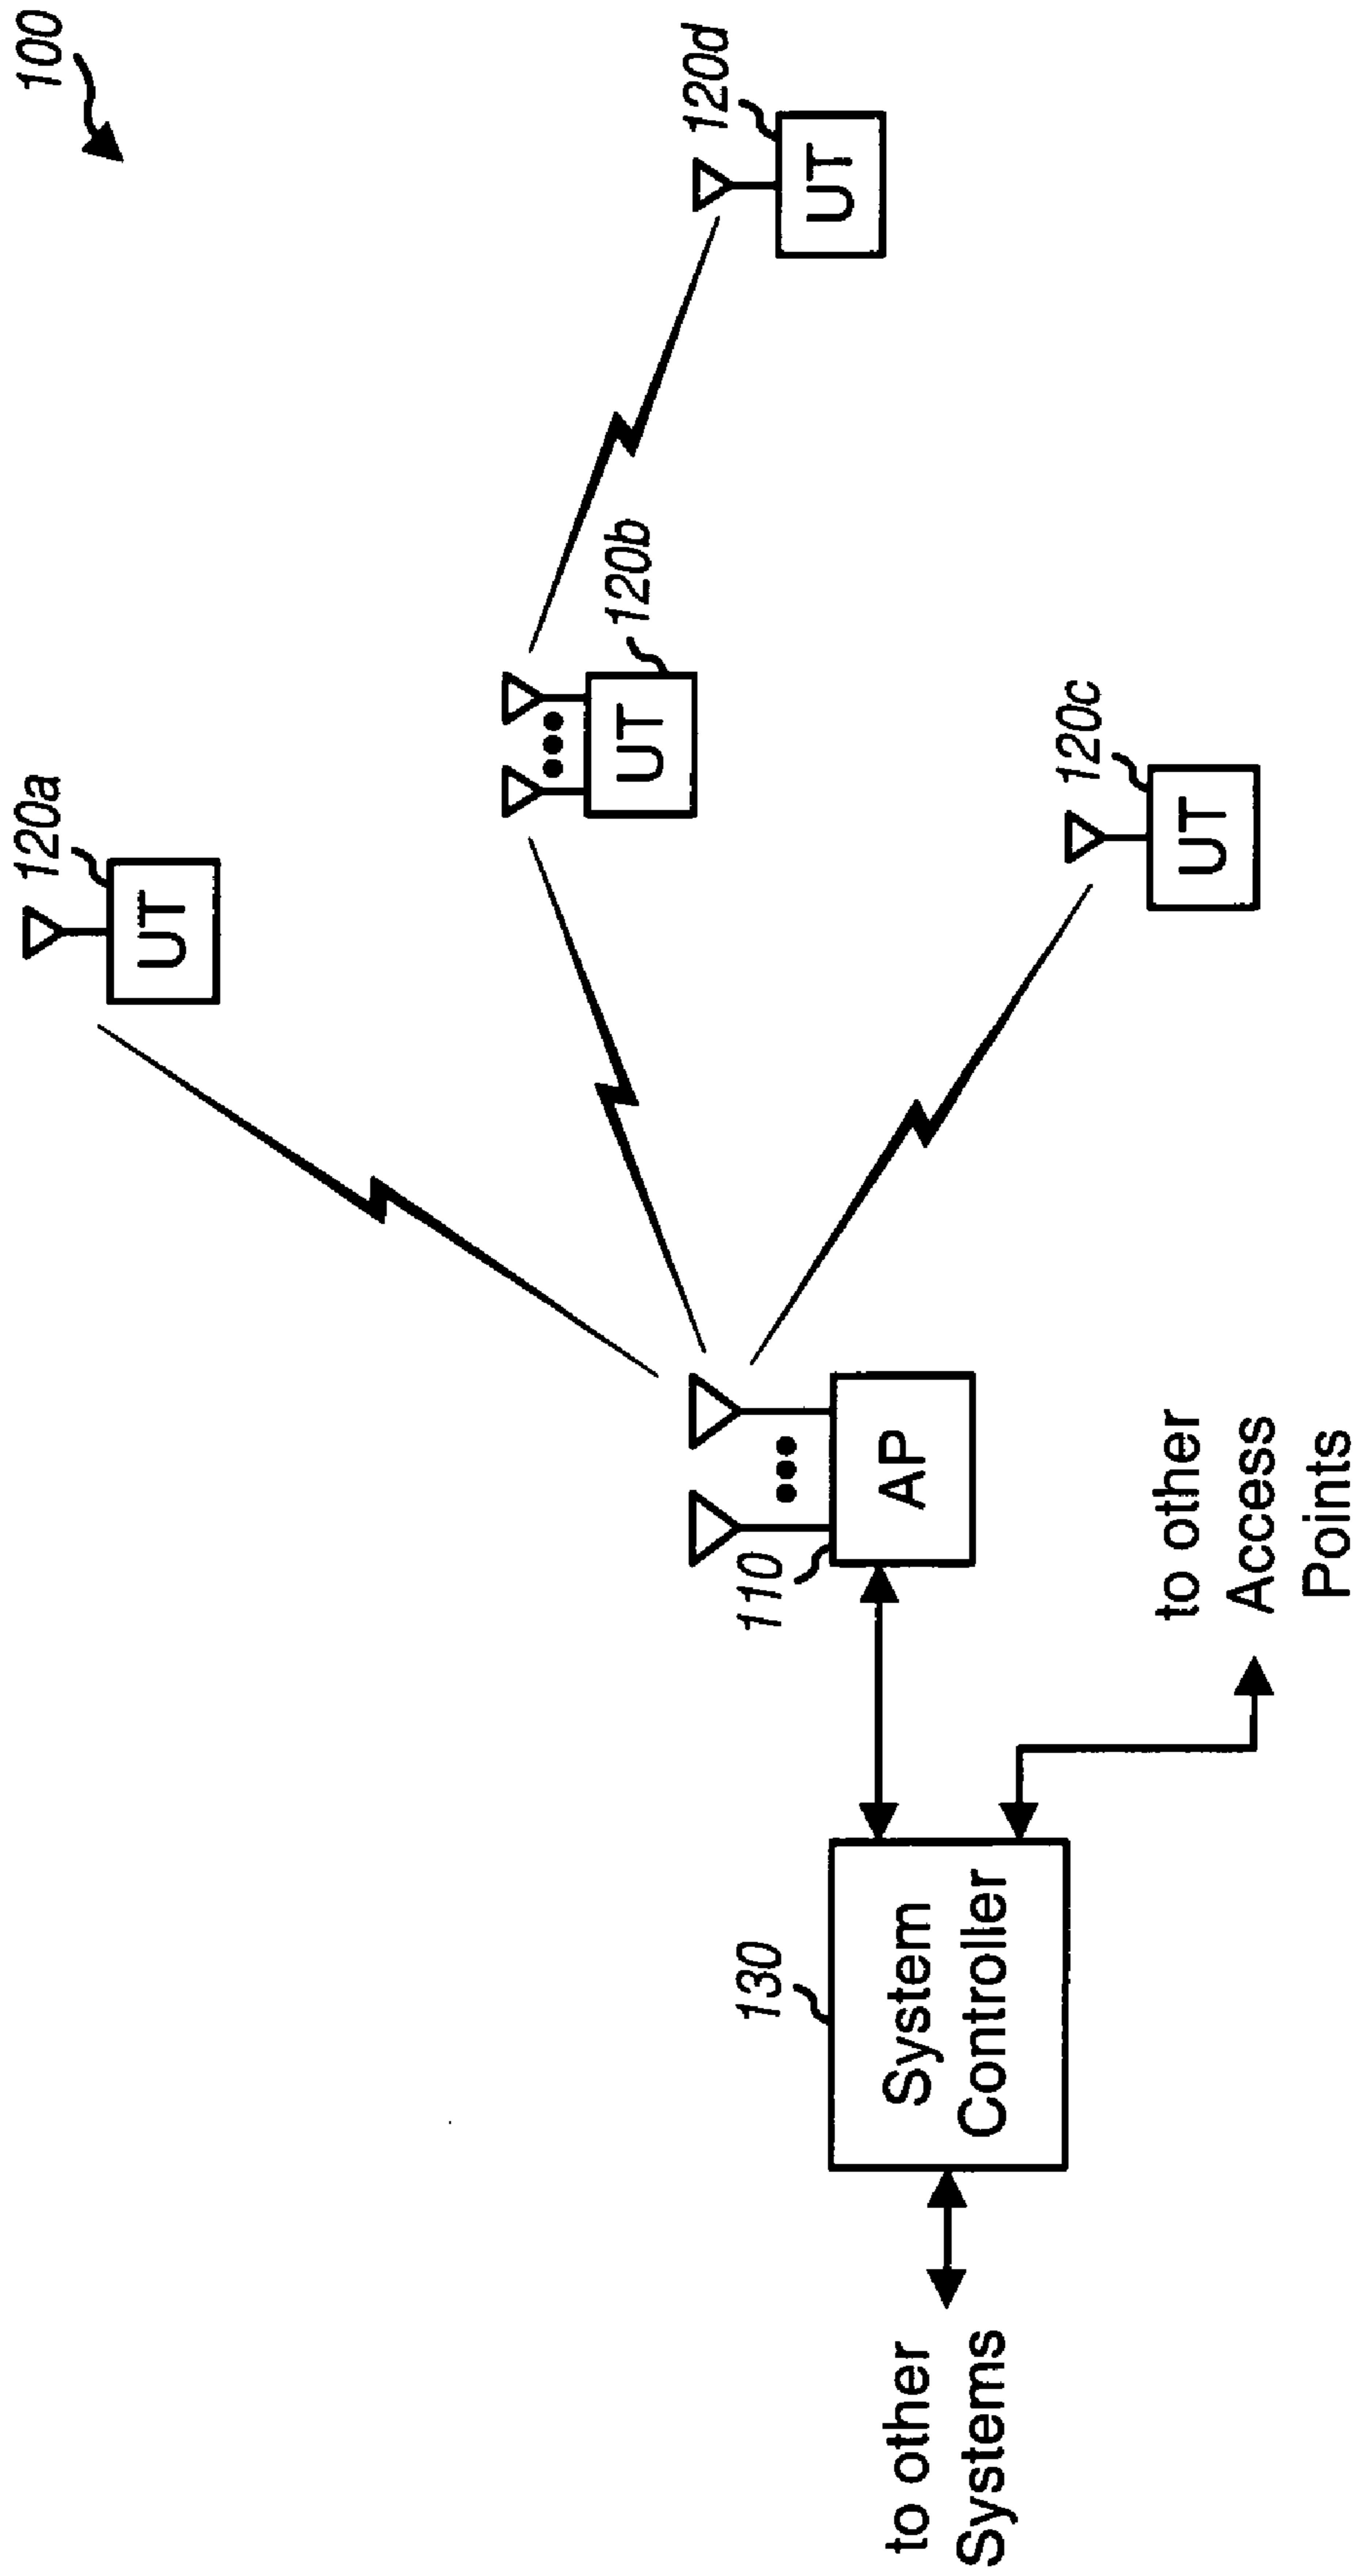 100
120a
UT
120b
UT
120d
UT
120c
UT
110
AP
130
System
Controller
to other
Systems
to other
Access
Points